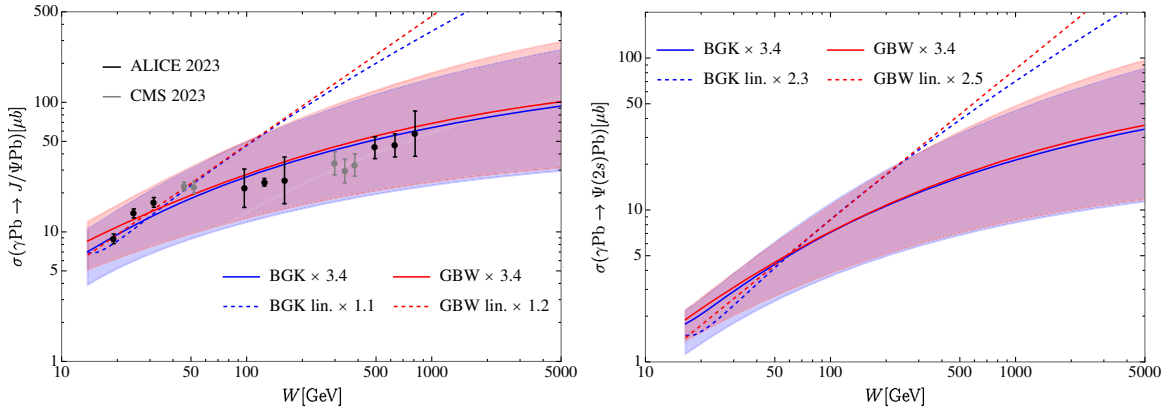 500
100
50
10
5
1
σ(γPb → J/ΨPb)[μb]
ALICE 2023
CMS 2023
BGK × 3.4
GBW × 3.4
BGK lin. × 1.1
GBW lin. × 1.2
10
50
100
500
1000
5000
W[GeV]
100
50
10
5
1
σ(γPb → Ψ(2s)Pb)[μb]
BGK × 3.4
GBW × 3.4
BGK lin. × 2.3
GBW lin. × 2.5
10
50
100
500
1000
5000
W[GeV]